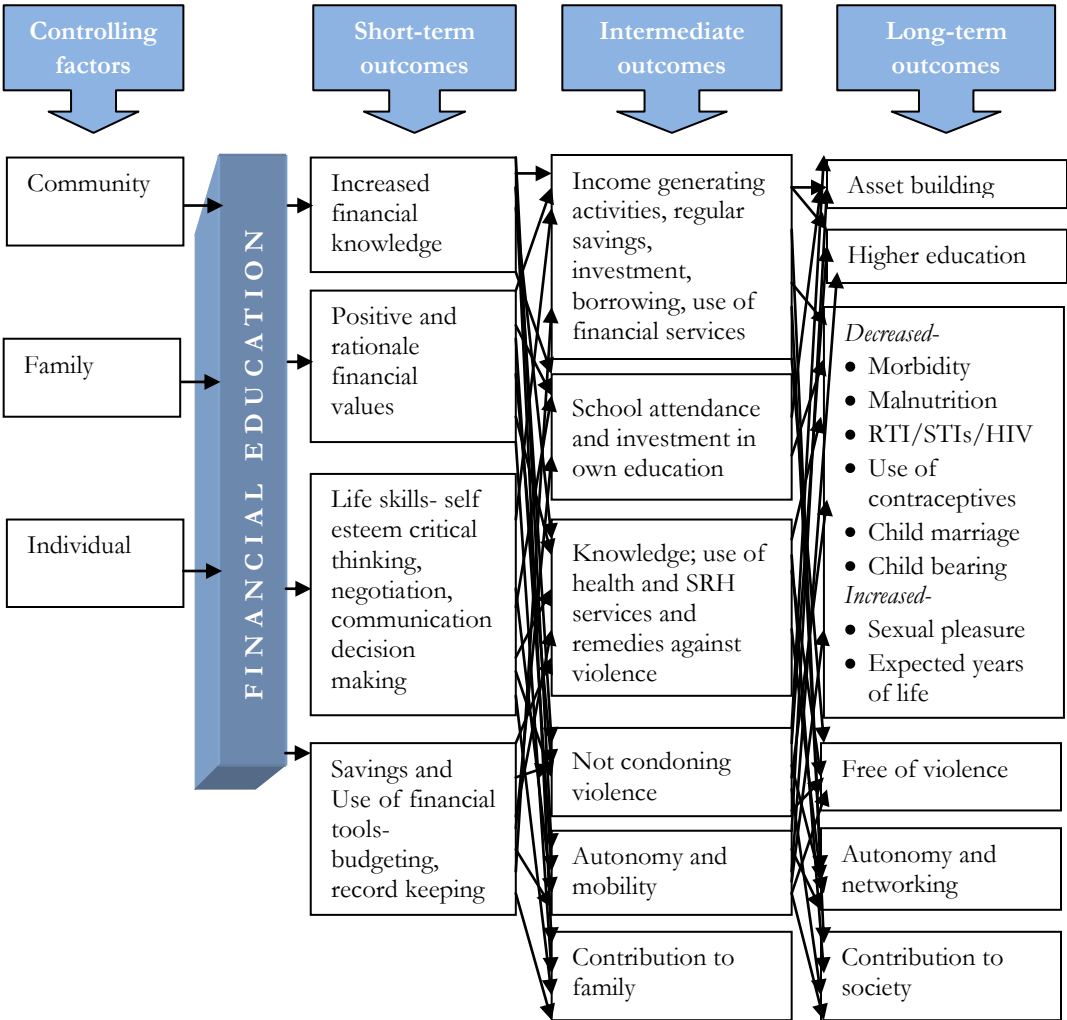 Controlling
factors
Short-term
outcomes
Intermediate
outcomes
Long-term
outcomes
Community
Family
Individual
FINANCIAL EDUCATION
Increased
financial
knowledge
Positive and
rationale
financial
values
Life skills- self
esteem critical
thinking,
negotiation,
communication
decision
making
Savings and
Use of financial
tools-
budgeting,
record keeping
Income generating
activities, regular
savings,
investment,
borrowing, use of
financial services
School attendance
and investment in
own education
Knowledge; use of
health and SRH
services and
remedies against
violence
Not condoning
violence
Autonomy and
mobility
Contribution to
family
Asset building
Higher education
Decreased-
• Morbidity
• Malnutrition
• RTI/STIs/HIV
• Use of
contraceptives
• Child marriage
• Child bearing
Increased-
• Sexual pleasure
• Expected years
of life
Free of violence
Autonomy and
networking
Contribution to
society